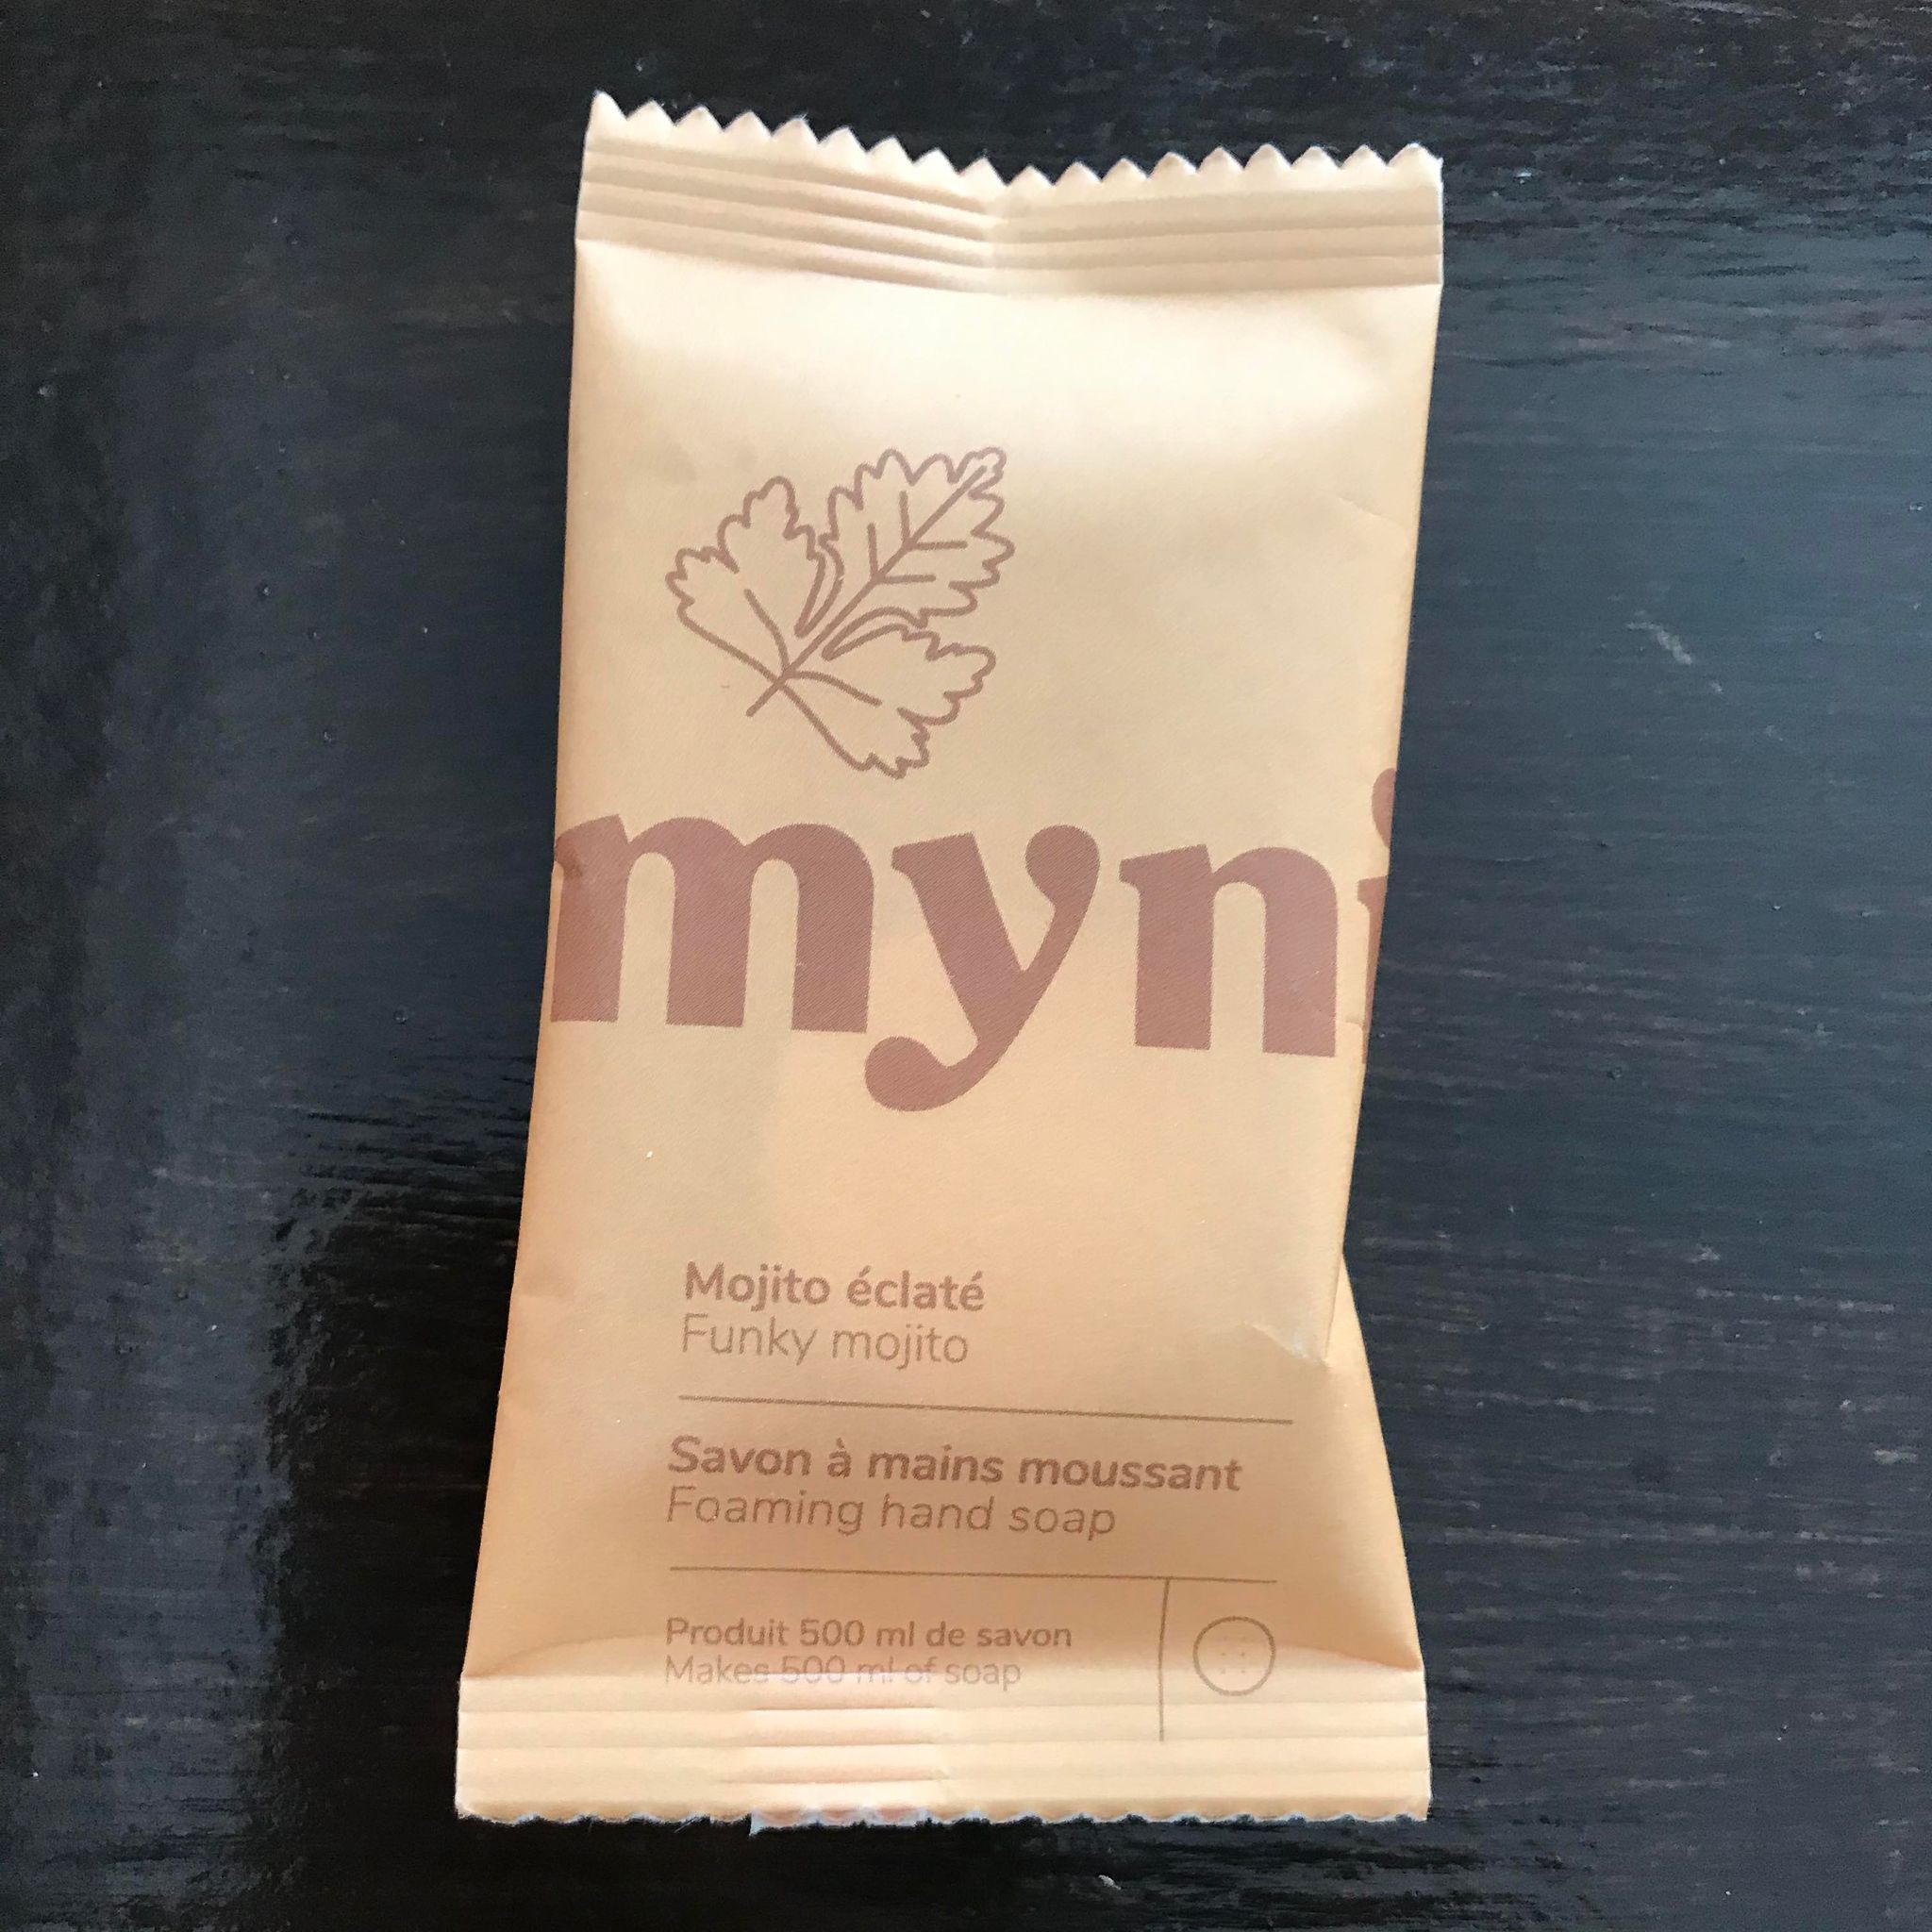 myni
Mojito éclaté
Funky mojito
Savon à mains moussant
Foaming hand soap
Produit 500 ml de savon
Makes 500 ml of soap